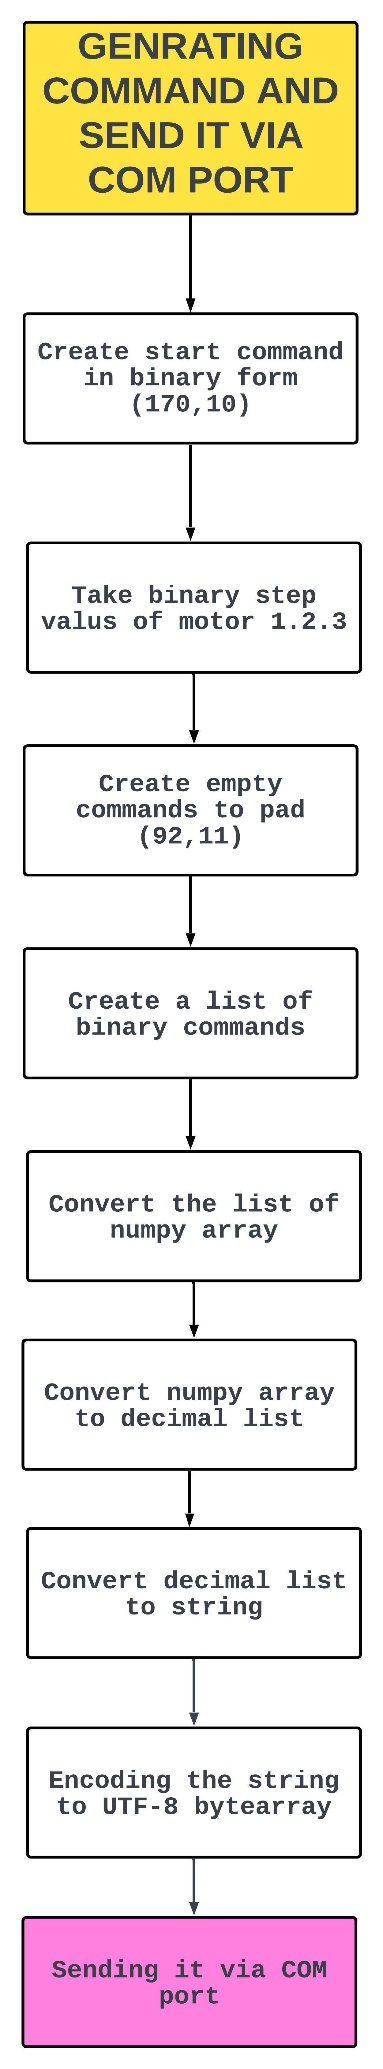 GENRATING
COMMAND AND
SEND IT VIA
COM PORT
Create start command
in binary form
(170,10)
Take binary step
valus of motor 1.2.3
Create empty
commands to pad
(92,11)
Create a list of
binary commands
Convert the list of
numpy array
Convert numpy array
to decimal list
Convert decimal list
to string
Encoding the string
to UTF-8 bytearray
Sending it via COM
port